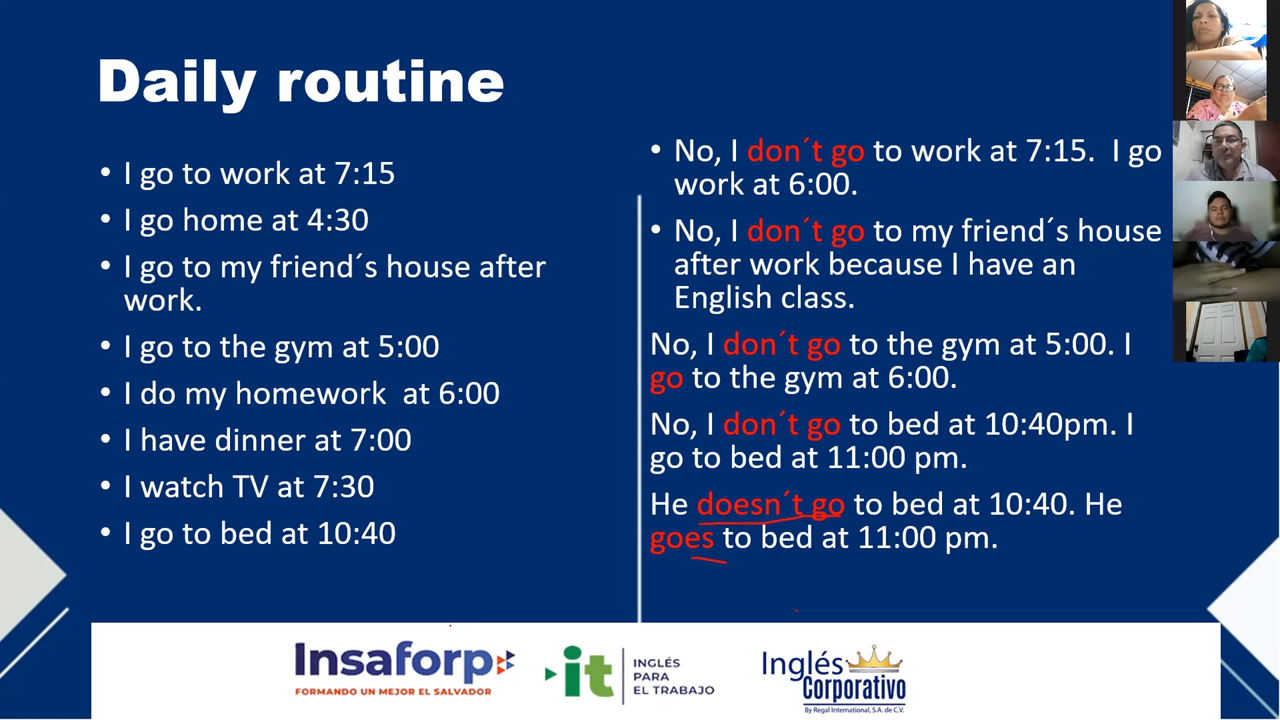 Daily routine
• I go to work at 7:15
• I go home at 4:30
• I go to my friend´s house after
work.
• I go to the gym at 5:00
• I do my homework  at 6:00
• I have dinner at 7:00
• I watch TV at 7:30
• I go to bed at 10:40
• No, I don´t go to work at 7:15.  I go
work at 6:00.
• No, I don´t go to my friend´s house
after work because I have an
English class.
No, I don´t go to the gym at 5:00. I
go to the gym at 6:00.
No, I don´t go to bed at 10:40pm. I
go to bed at 11:00 pm.
He doesn´t go to bed at 10:40. He
goes to bed at 11:00 pm.
Insaforp
FORMANDO UN MEJOR EL SALVADOR
it
INGLÉS
PARA
EL TRABAJO
Inglés
Corporativo
By Regal International, S.A. de C.V.